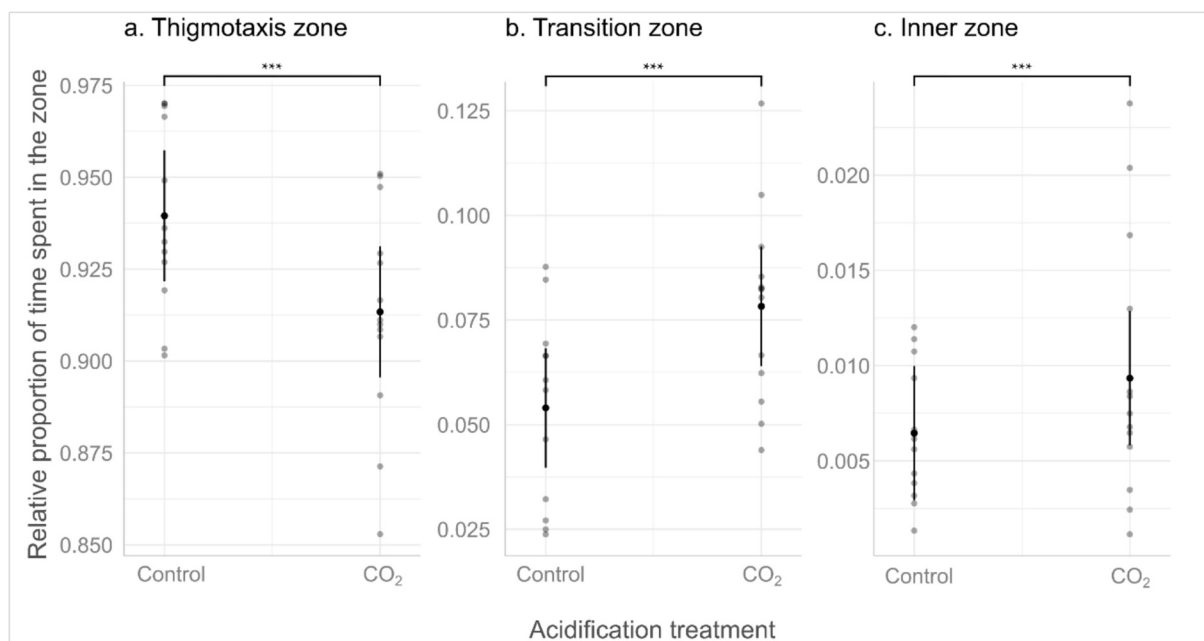 a. Thigmotaxis zone
b. Transition zone
c. Inner zone
***
***
***
Relative proportion of time spent in the zone
0.975
0.950
0.925
0.900
0.875
0.850
0.125
0.100
0.075
0.050
0.025
0.020
0.015
0.010
0.005
Control
CO₂
Control
CO₂
Control
CO₂
Acidification treatment